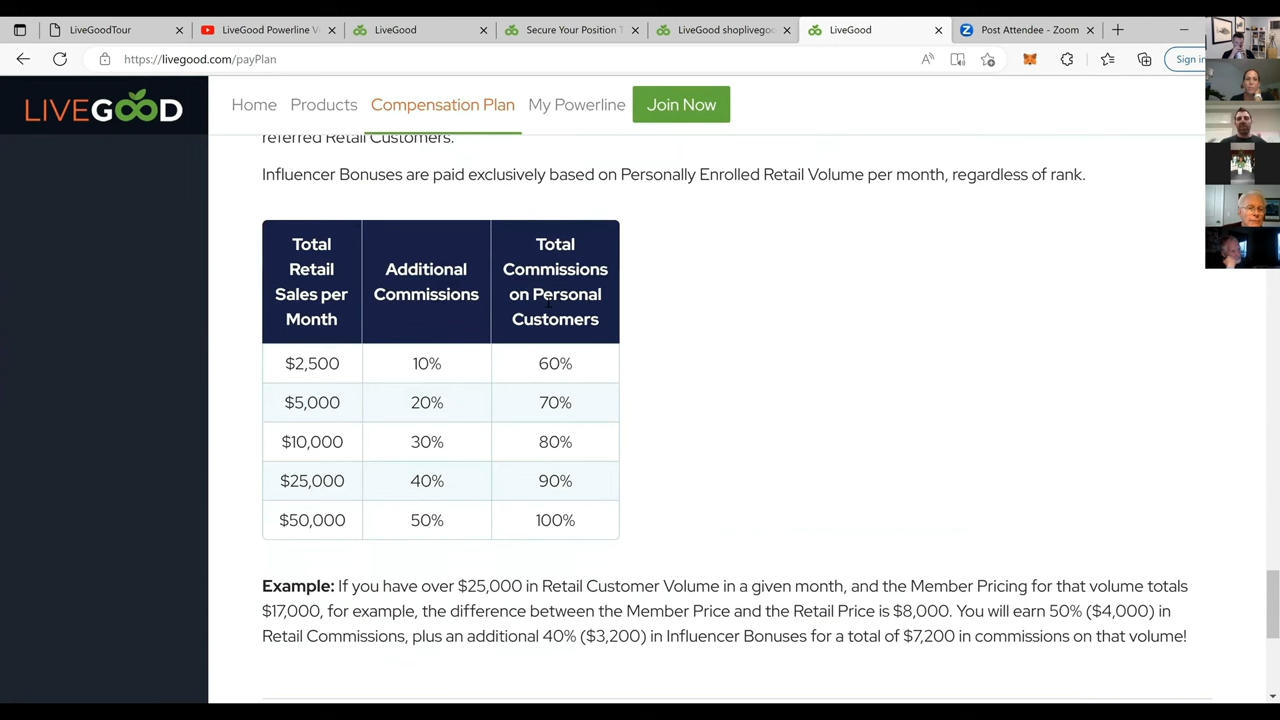 LiveGoodTour
LiveGood Powerline V
LiveGood
Secure Your Position T
LiveGood shoplivegoo
LiveGood
Post Attendee - Zoom
https://livegood.com/payPlan
Sign in
LIVEGOOD
Home
Products
Compensation Plan
My Powerline
Join Now
referred Retail Customers.
Influencer Bonuses are paid exclusively based on Personally Enrolled Retail Volume per month, regardless of rank.
Total Retail Sales per Month
Additional Commissions
Total Commissions on Personal Customers
$2,500 10% 60%
$5,000 20% 70%
$10,000 30% 80%
$25,000 40% 90%
$50,000 50% 100%
Example: If you have over $25,000 in Retail Customer Volume in a given month, and the Member Pricing for that volume totals
$17,000, for example, the difference between the Member Price and the Retail Price is $8,000. You will earn 50% ($4,000) in
Retail Commissions, plus an additional 40% ($3,200) in Influencer Bonuses for a total of $7,200 in commissions on that volume!